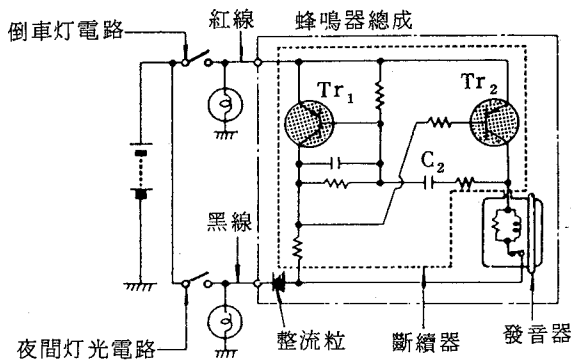 紅線
蜂鳴器總成
倒車灯電路
Tr1
Tr2
C2
黑線
整流粒
斷續器
發音器
夜間灯光電路